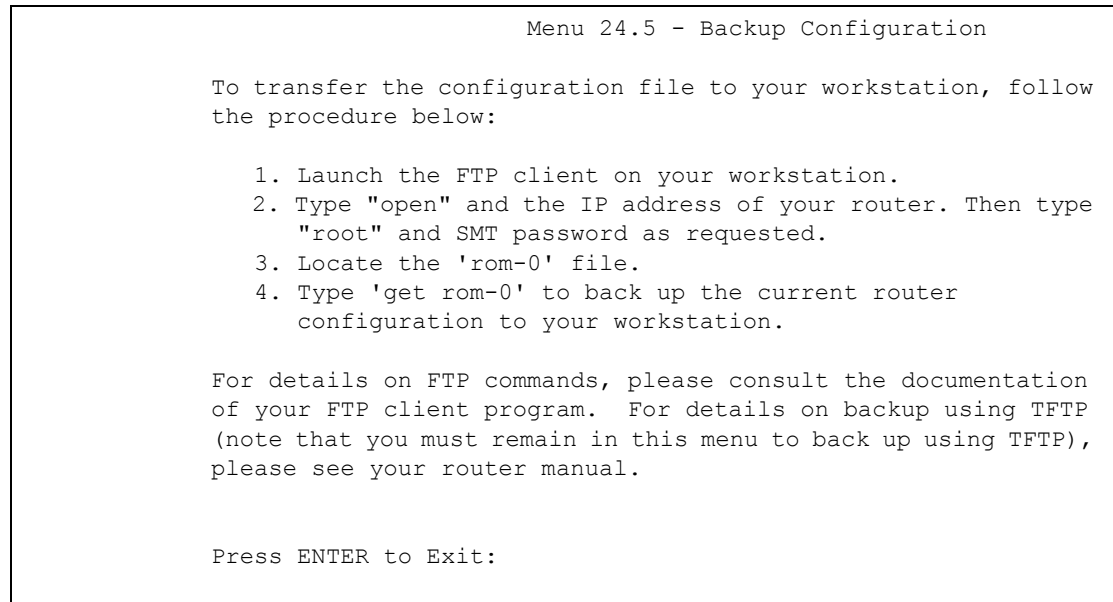 Menu 24.5 - Backup Configuration
To transfer the configuration file to your workstation, follow
the procedure below:
1. Launch the FTP client on your workstation.
2. Type "open" and the IP address of your router. Then type
"root" and SMT password as requested.
3. Locate the 'rom-0' file.
4. Type 'get rom-0' to back up the current router
configuration to your workstation.
For details on FTP commands, please consult the documentation
of your FTP client program.  For details on backup using TFTP
(note that you must remain in this menu to back up using TFTP),
please see your router manual.
Press ENTER to Exit: